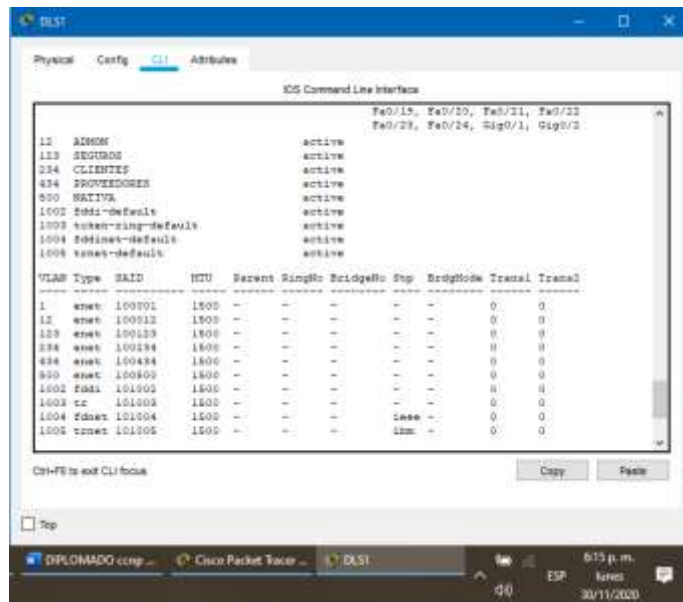 DLS1
Physical Config CLI Attributes
IOS Command Line Interface
Fa0/19, Fa0/20, Fa0/21, Fa0/22
Fa0/23, Fa0/24, Gig0/1, Gig0/2
12 ADMON active
123 SEGUROS active
234 CLIENTES active
434 PROVEEDORES active
500 NATIVA active
1002 fddi-default active
1003 token-ring-default active
1004 fddinet-default active
1005 trnet-default active
VLAN Type SAID MTU Parent RingNo BridgeNo Stp BrdgMode Trans1 Trans2
---- ----- ---------- ----- ------ ------ -------- ---- -------- ------ ------
1 enet 100001 1500 - - - - - 0 0
12 enet 100012 1500 - - - - - 0 0
123 enet 100123 1500 - - - - - 0 0
234 enet 100234 1500 - - - - - 0 0
434 enet 100434 1500 - - - - - 0 0
500 enet 100500 1500 - - - - - 0 0
1002 fddi 101002 1500 - - - - - 0 0
1003 tr 101003 1500 - - - - - 0 0
1004 fdnet 101004 1500 - - - ieee - 0 0
1005 trnet 101005 1500 - - - ibm - 0 0
Ctrl+F6 to exit CLI focus
Copy Paste
Top
DIPLOMADO ccnp ... Cisco Packet Tracer ... DLS1
ESP
6:15 p. m.
lunes
30/11/2020